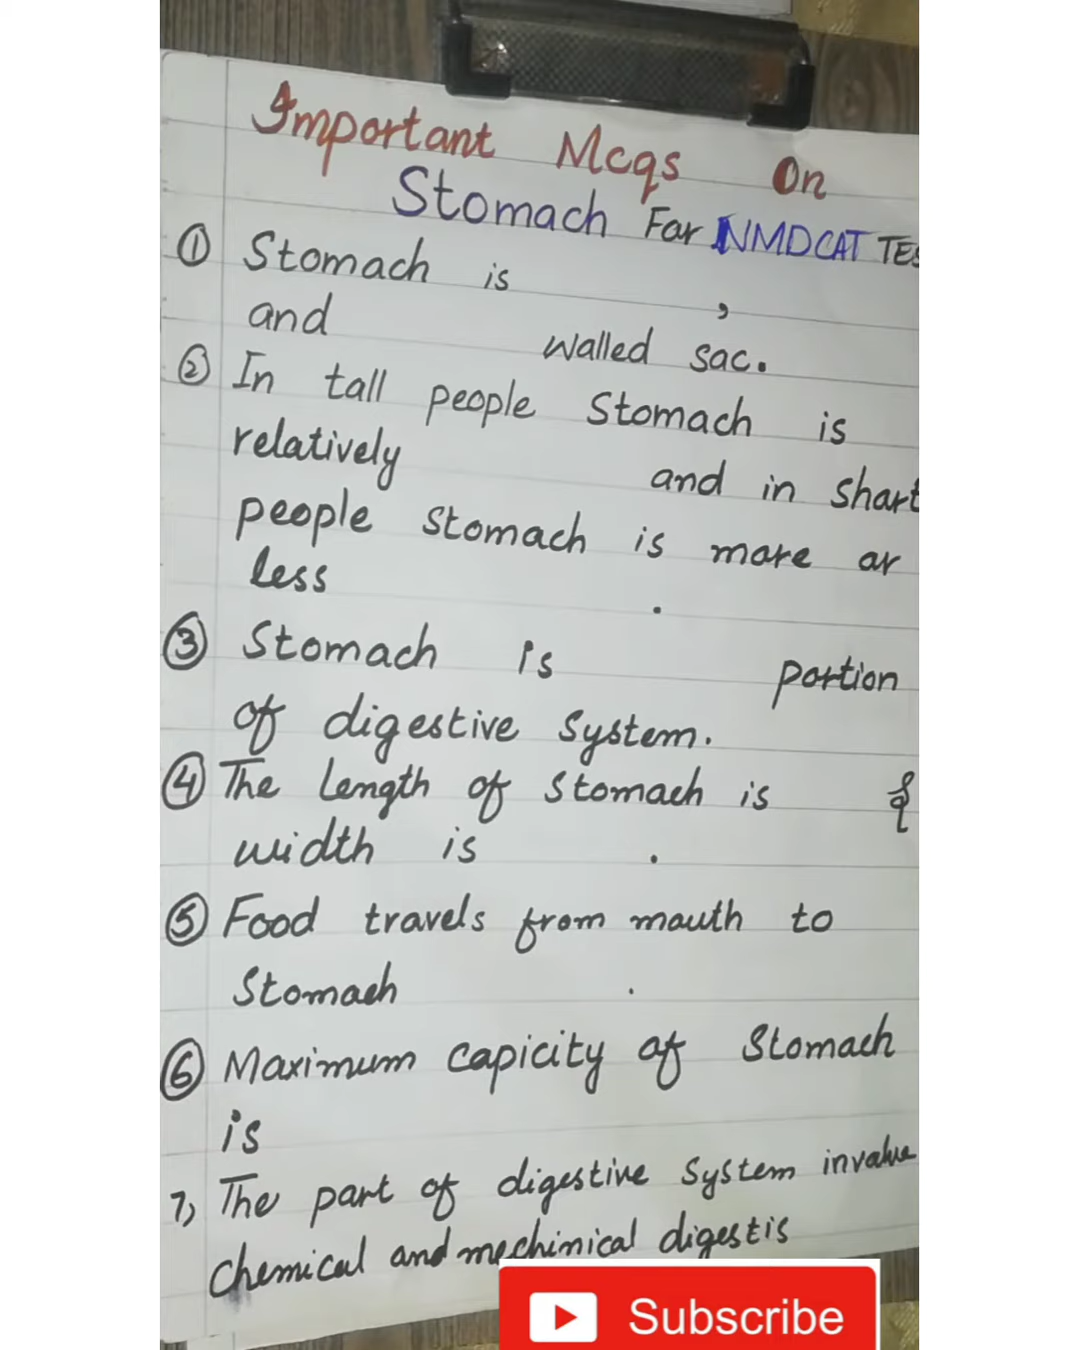 Important Mcqs On
Stomach For NMDCAT TES
① Stomach is ,
and walled sac.
② In tall people Stomach is
relatively and in short
people stomach is more or
less .
③ Stomach is portion
of digestive system.
④ The length of stomach is &
width is .
⑤ Food travels from mouth to
Stomach .
⑥ Maximum capicity of Stomach
is
7) The part of digestive system invalue
chemical and mechinical digestis
Subscribe